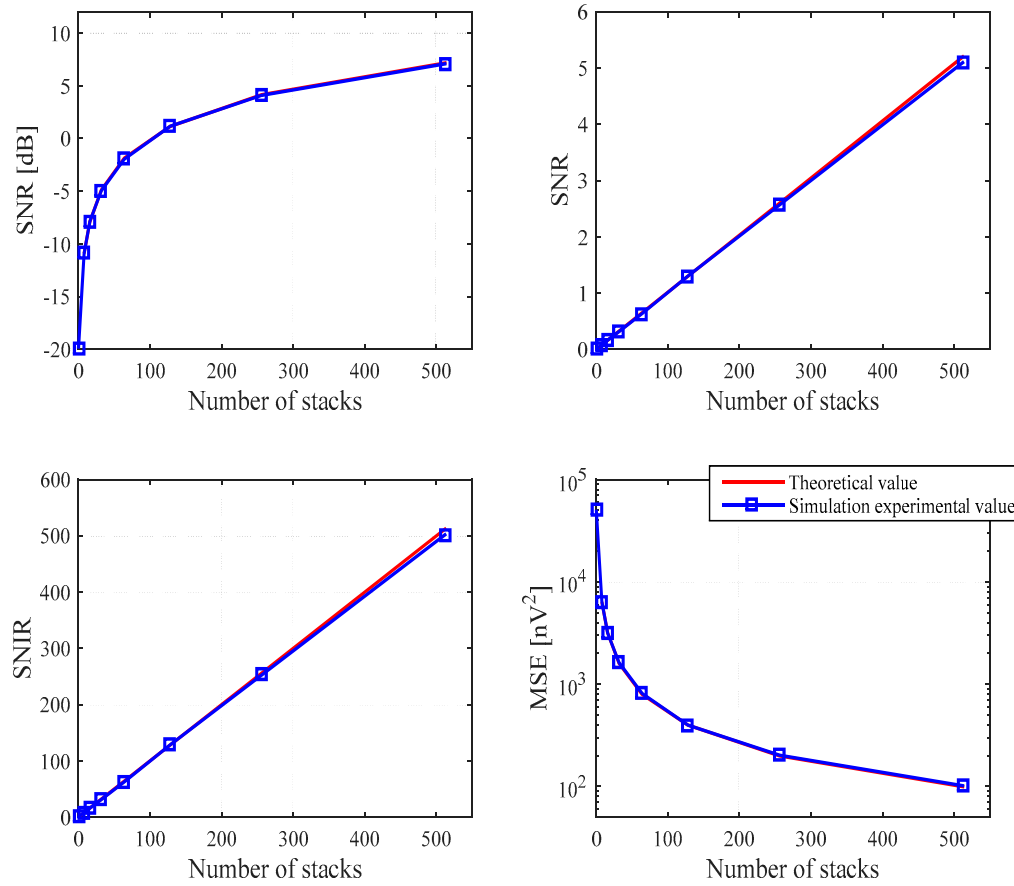 10
5
0
-5
-10
-15
-20
SNR [dB]
0 100 200 300 400 500
Number of stacks
6
5
4
3
2
1
0
SNR
0 100 200 300 400 500
Number of stacks
600
500
400
300
200
100
0
SNIR
0 100 200 300 400 500
Number of stacks
10^5
10^4
10^3
10^2
MSE [nV^2]
Theoretical value
Simulation experimental value
0 100 200 300 400 500
Number of stacks